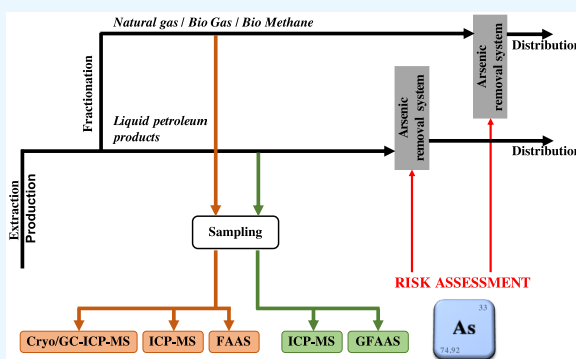 Natural gas / Bio Gas / Bio Methane
Arsenic
removal system
Distribution
Fractionation
Liquid petroleum
products
Arsenic
removal system
Distribution
Extraction
Production
Sampling
RISK ASSESSMENT
Cryo/GC-ICP-MS
ICP-MS
FAAS
ICP-MS
GFAAS
33
As
74.92